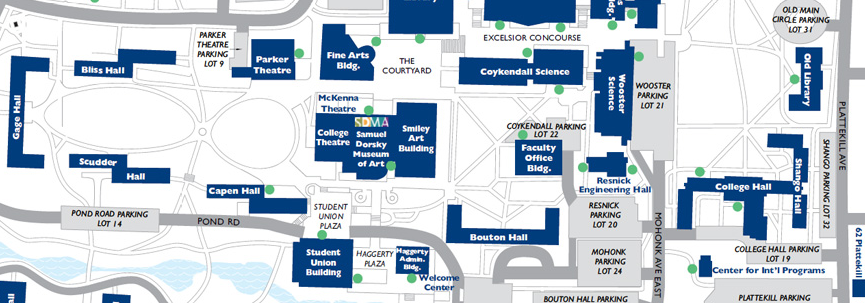 Library
OLD MAIN
CIRCLE PARKING
LOT 31
PARKER
THEATRE
PARKING
LOT 9
EXCELSIOR CONCOURSE
Fine Arts
Bldg.
THE
COURTYARD
Parker
Theatre
Bliss Hall
Coykendall Science
Wooster
Science
WOOSTER
PARKING
LOT 21
Old Library
PLATTEKILL AVE
Gage Hall
McKenna
Theatre
SDMA
College
Theatre
Samuel
Dorsky
Museum
of Art
Smiley
Art
Building
COYKENDALL PARKING
LOT 22
Faculty
Office
Bldg.
Scudder
Hall
Capen Hall
Resnick
Engineering Hall
College Hall
Shango Hall
SHANGO PARKING
LOT 32
POND ROAD PARKING
LOT 14
POND RD
STUDENT
UNION
PLAZA
RESNICK
PARKING
LOT 20
MOHONK AVE EAST
Bouton Hall
Student
Union
Building
HAGGERTY
PLAZA
Haggerty
Admin.
Bldg.
Welcome
Center
MOHONK
PARKING
LOT 24
COLLEGE HALL PARKING
LOT 19
Center for Int'l Programs
62 Plattekill
BOUTON HALL PARKING
PLATTEKILL PARKING